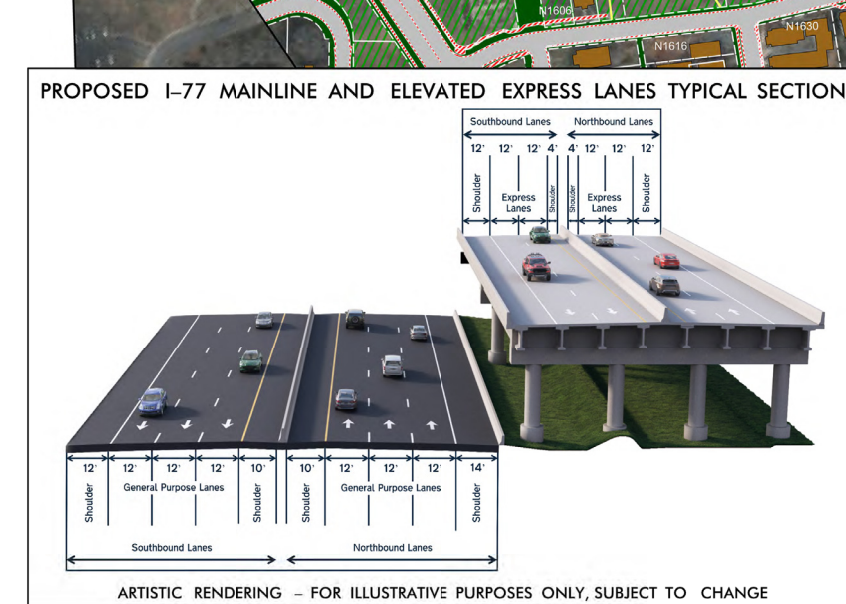 N1606
N1616
N1630
PROPOSED I–77 MAINLINE AND ELEVATED EXPRESS LANES TYPICAL SECTION
Southbound Lanes Northbound Lanes
12' 12' 12' 4' 4' 12' 12' 12'
Shoulder
Express
Lanes
Shoulder
Shoulder
Express
Lanes
Shoulder
12' 12' 12' 12' 10' 10' 12' 12' 12' 14'
Shoulder
General Purpose Lanes
Shoulder
Shoulder
General Purpose Lanes
Shoulder
Southbound Lanes Northbound Lanes
ARTISTIC RENDERING – FOR ILLUSTRATIVE PURPOSES ONLY, SUBJECT TO CHANGE